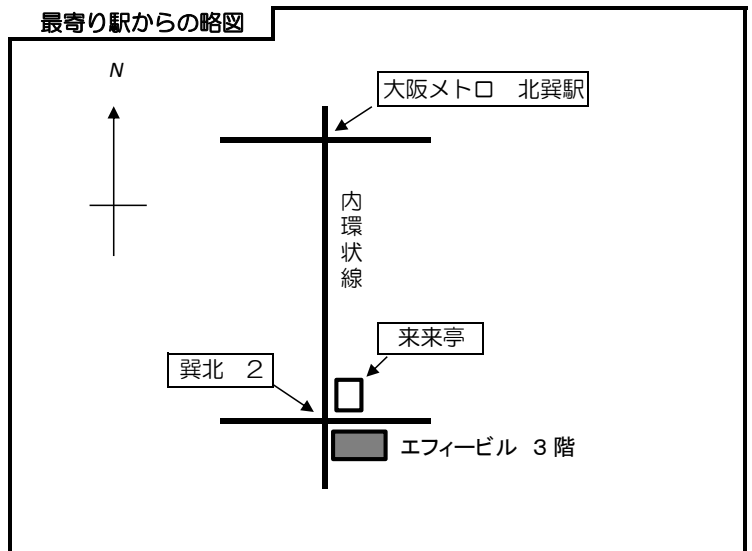 最寄り駅からの略図
N
大阪メトロ　北巽駅
内環状線
来来亭
巽北　２
エフィービル　３階